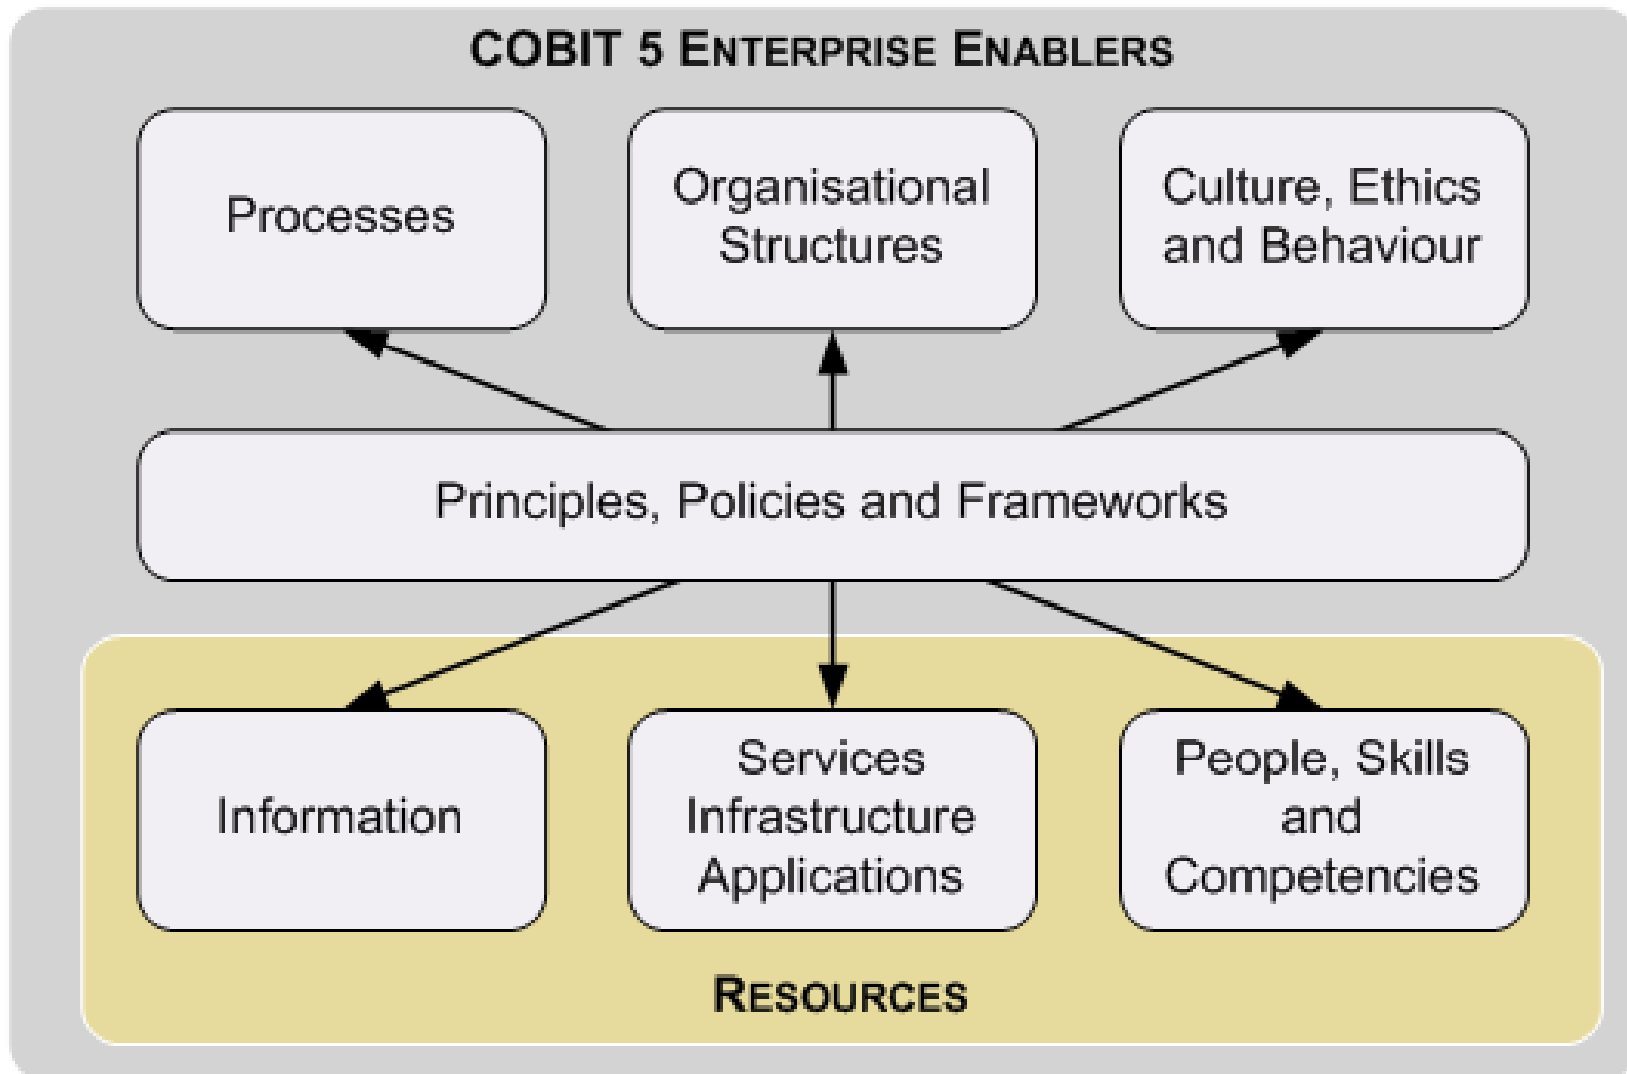 COBIT 5 ENTERPRISE ENABLERS
Processes
Organisational
Structures
Culture, Ethics
and Behaviour
Principles, Policies and Frameworks
Information
Services
Infrastructure
Applications
People, Skills
and
Competencies
RESOURCES